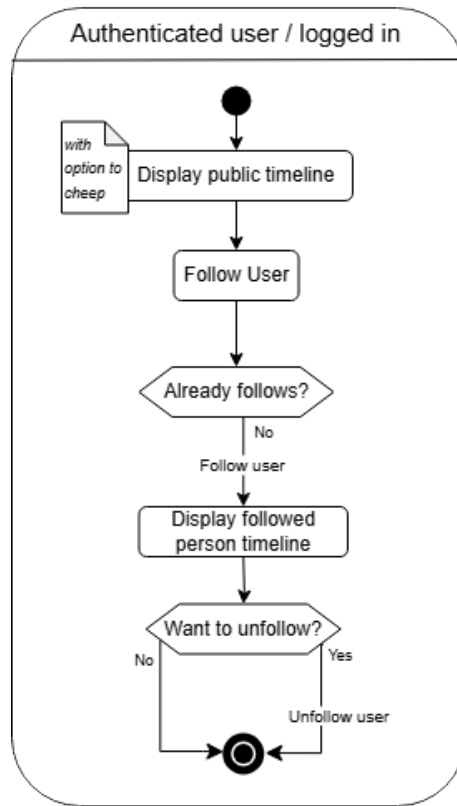 Authenticated user / logged in
with
option to
cheep
Display public timeline
Follow User
Already follows?
No
Follow user
Display followed
person timeline
Want to unfollow?
No
Yes
Unfollow user